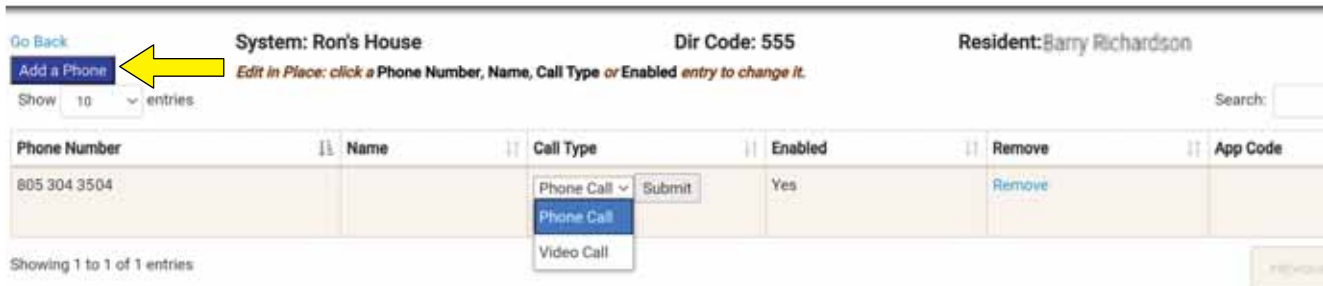 Go Back
System: Ron's House
Dir Code: 555
Resident: Barry Richardson
Add a Phone
Edit in Place: click a Phone Number, Name, Call Type or Enabled entry to change it.
Show 10 entries
Search:
Phone Number Name Call Type Enabled Remove App Code
805 304 3504 Phone Call Submit Yes Remove
Phone Call
Video Call
Showing 1 to 1 of 1 entries